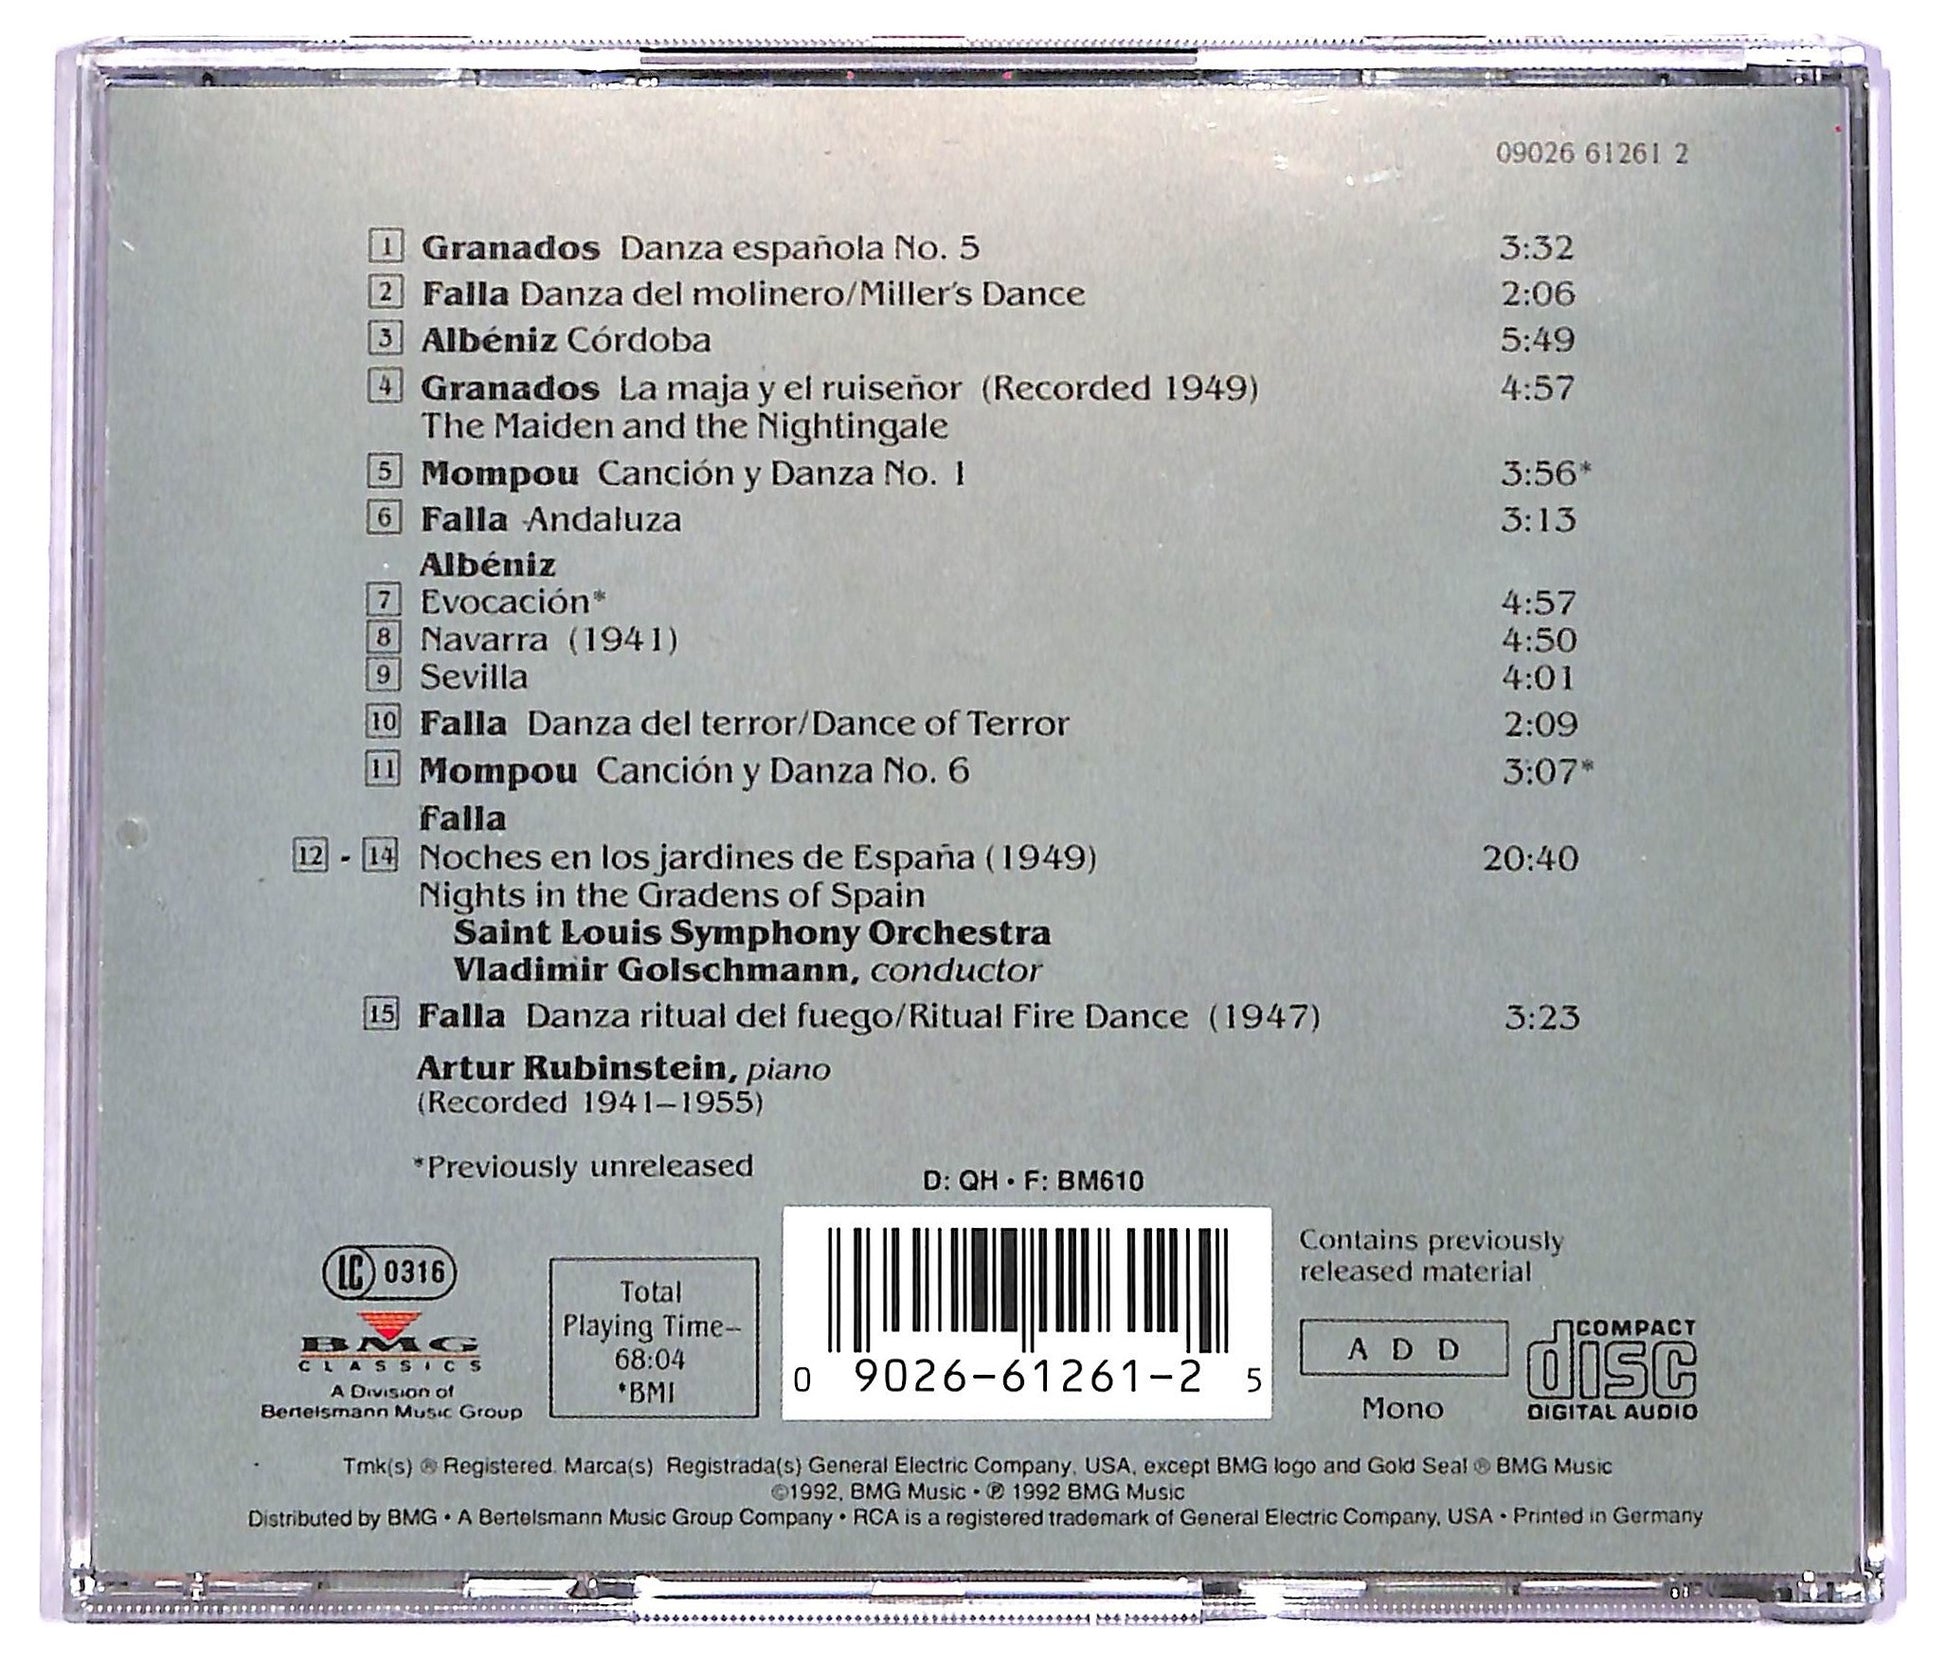 09026 61261 2
1 Granados Danza española No. 5 3:32
2 Falla Danza del molinero/Miller's Dance 2:06
3 Albéniz Córdoba 5:49
4 Granados La maja y el ruiseñor (Recorded 1949) 4:57
The Maiden and the Nightingale
5 Mompou Canción y Danza No. 1 3:56*
6 Falla Andaluza 3:13
Albéniz
7 Evocación* 4:57
8 Navarra (1941) 4:50
9 Sevilla 4:01
10 Falla Danza del terror/Dance of Terror 2:09
11 Mompou Canción y Danza No. 6 3:07*
Falla
12 - 14 Noches en los jardines de España (1949) 20:40
Nights in the Gradens of Spain
Saint Louis Symphony Orchestra
Vladimir Golschmann, conductor
15 Falla Danza ritual del fuego/Ritual Fire Dance (1947) 3:23
Artur Rubinstein, piano
(Recorded 1941–1955)
*Previously unreleased
D: QH • F: BM610
LC 0316
BMG
CLASSICS
A Division of
Bertelsmann Music Group
Total
Playing Time–
68:04
*BMI
0 9026-61261-2 5
Contains previously
released material
A D D
Mono
COMPACT
disc
DIGITAL AUDIO
Tmk(s) ® Registered. Marca(s) Registrada(s) General Electric Company, USA, except BMG logo and Gold Seal ® BMG Music
©1992, BMG Music • ℗ 1992 BMG Music
Distributed by BMG • A Bertelsmann Music Group Company • RCA is a registered trademark of General Electric Company, USA • Printed in Germany